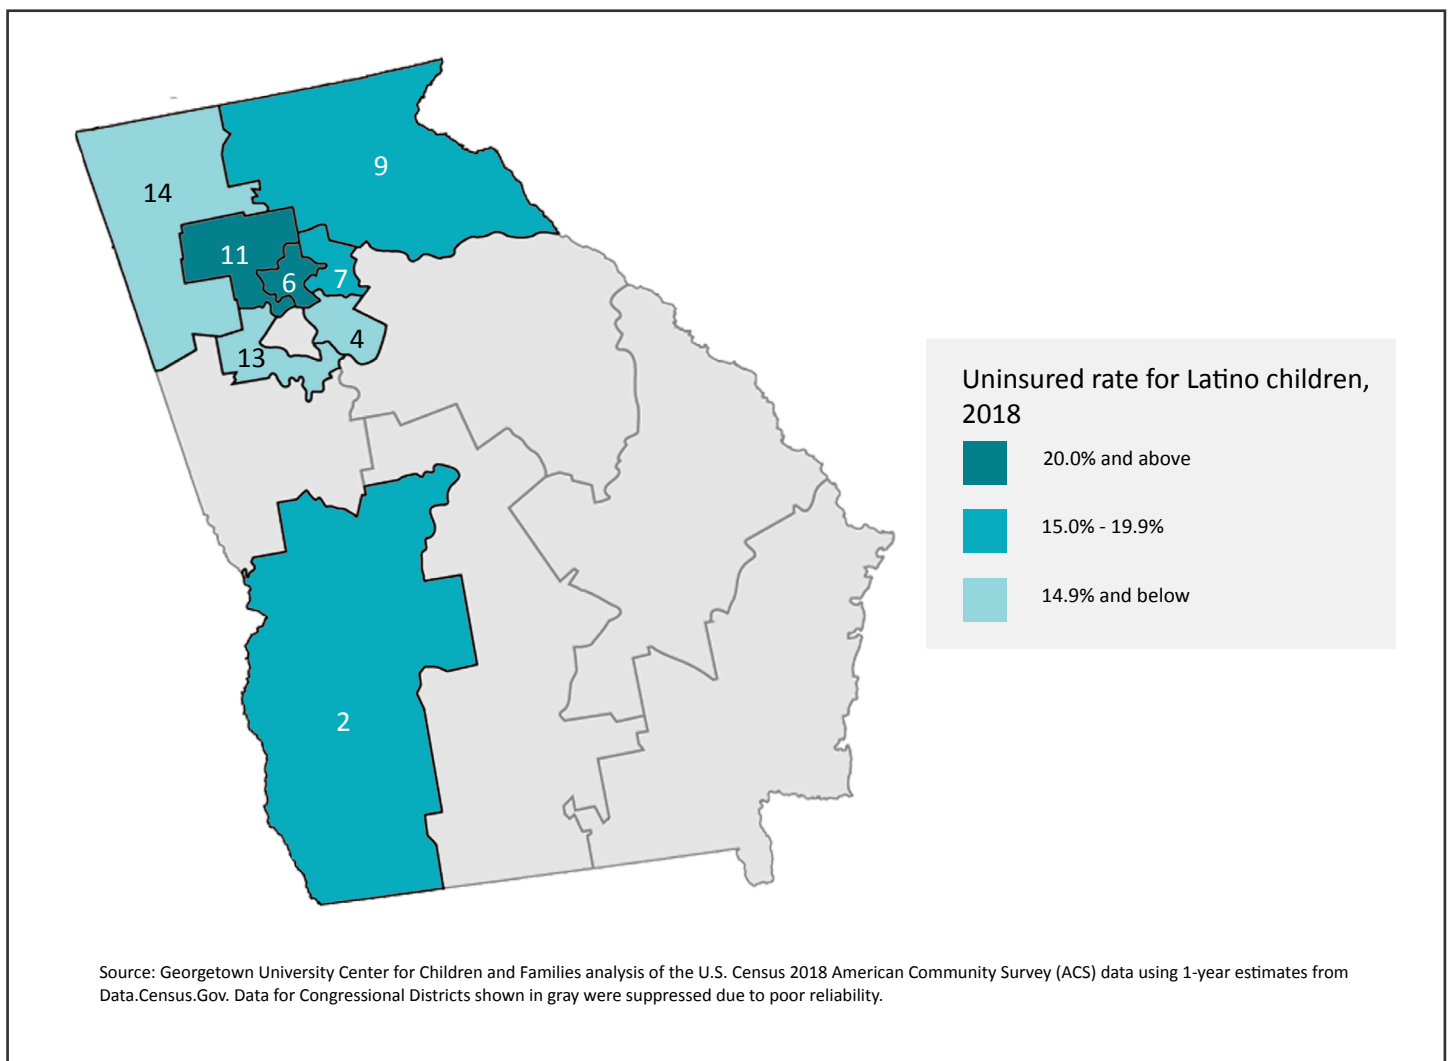 9
14
11
6
7
4
13
2
Uninsured rate for Latino children,
2018
20.0% and above
15.0% - 19.9%
14.9% and below
Source: Georgetown University Center for Children and Families analysis of the U.S. Census 2018 American Community Survey (ACS) data using 1-year estimates from
Data.Census.Gov. Data for Congressional Districts shown in gray were suppressed due to poor reliability.